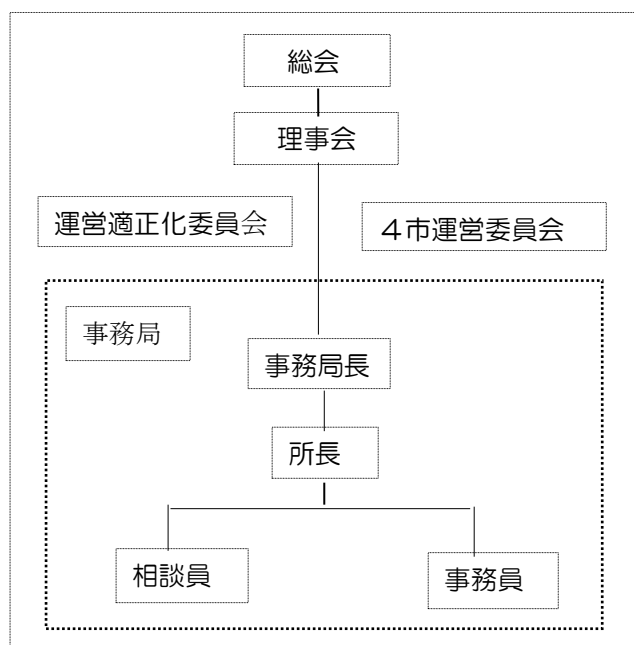 総会
理事会
運営適正化委員会
４市運営委員会
事務局
事務局長
所長
相談員
事務員